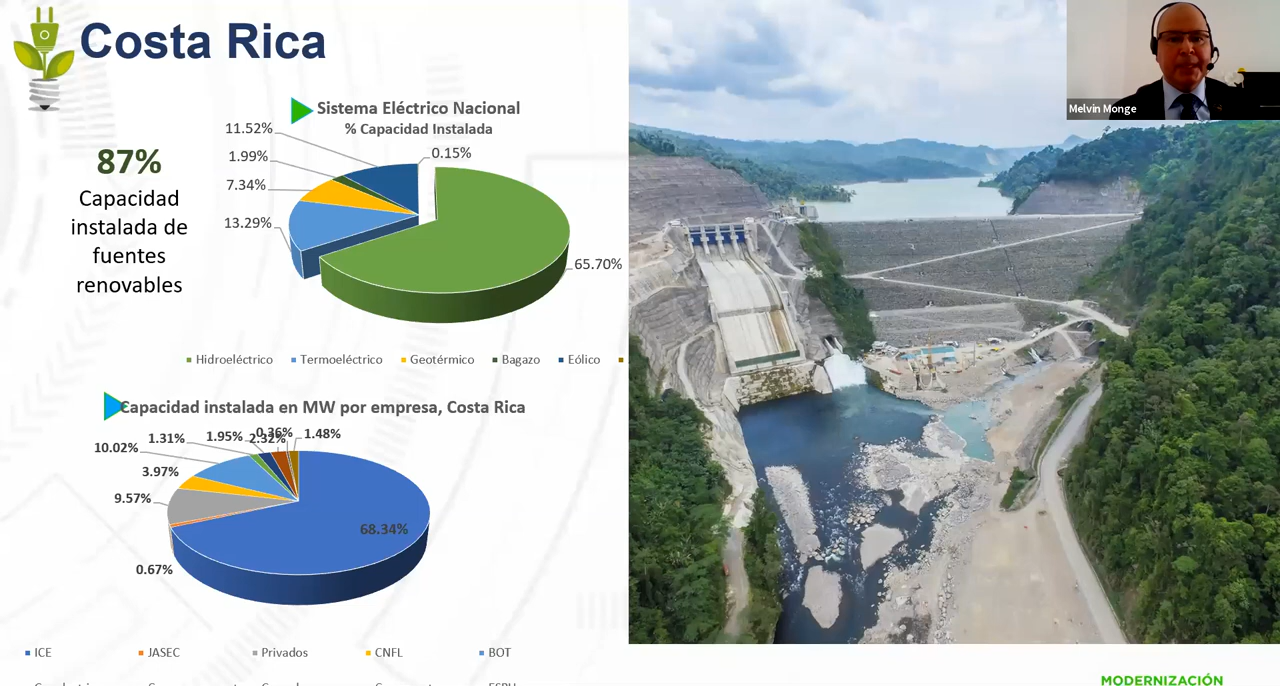 Costa Rica
Sistema Eléctrico Nacional
% Capacidad Instalada
87%
Capacidad
instalada de
fuentes
renovables
11.52%
0.15%
1.99%
7.34%
13.29%
65.70%
Hidroeléctrico
Termoeléctrico
Geotérmico
Bagazo
Eólico
Capacidad instalada en MW por empresa, Costa Rica
0.36%
1.31%
1.95%
2.32%
1.48%
10.02%
3.97%
9.57%
68.34%
0.67%
ICE
JASEC
Privados
CNFL
BOT
Melvin Monge
MODERNIZACIÓN